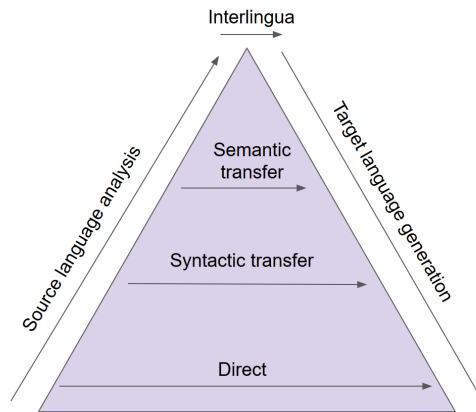 Interlingua
Source language analysis
Target language generation
Semantic
transfer
Syntactic transfer
Direct